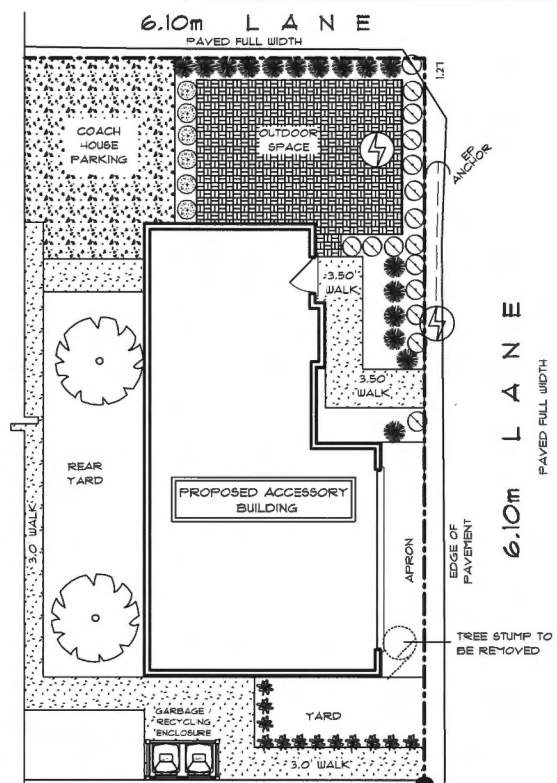 6.10m LANE
PAVED FULL WIDTH
1.27
COACH
HOUSE
PARKING
OUTDOOR
SPACE
EP
ANCHOR
3.50'
WALK
3.50'
WALK
6.10m LANE
PAVED FULL WIDTH
REAR
YARD
PROPOSED ACCESSORY
BUILDING
3.0' WALK
APRON
EDGE OF
PAVEMENT
TREE STUMP TO
BE REMOVED
GARBAGE /
RECYCLING
ENCLOSURE
YARD
3.0' WALK